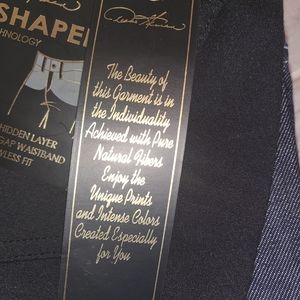 SHAPE
HNOLOGY
HIDDEN LAYER
GAP WAISTBAND
LESS FIT
The Beauty of
this Garment is in
the Individuality
Achieved with Pure
Natural Fibers
Enjoy the
Unique Prints
and Intense Colors
Created Especially
for You